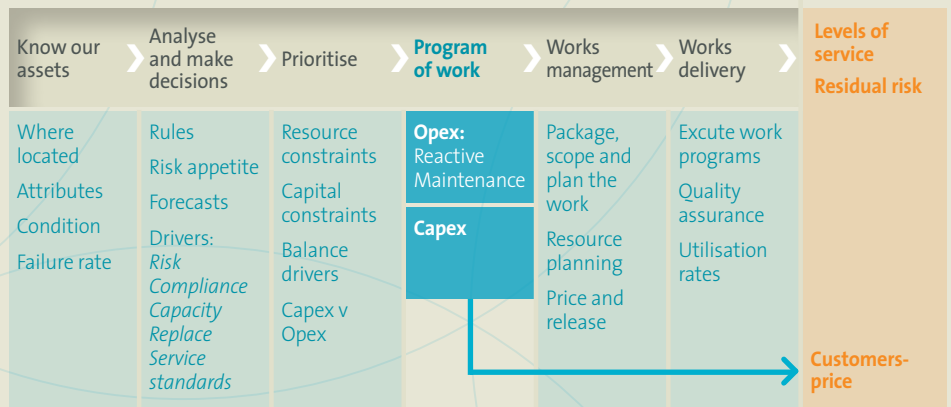 Know our
assets
Analyse
and make
decisions
Prioritise
Program
of work
Works
management
Works
delivery
Levels of
service
Residual risk
Where
located
Attributes
Condition
Failure rate
Rules
Risk appetite
Forecasts
Drivers:
Risk
Compliance
Capacity
Replace
Service
standards
Resource
constraints
Capital
constraints
Balance
drivers
Capex v
Opex
Opex:
Reactive
Maintenance
Capex
Package,
scope and
plan the
work
Resource
planning
Price and
release
Excute work
programs
Quality
assurance
Utilisation
rates
Customers-
price